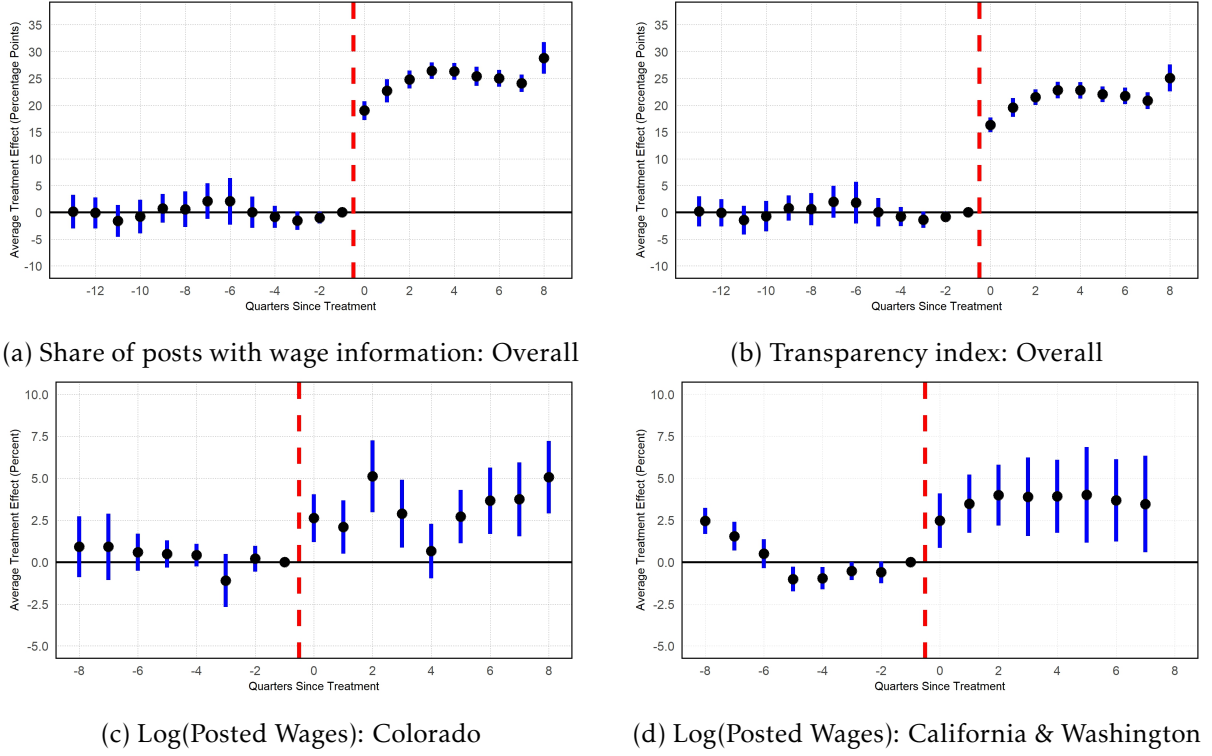 Average Treatment Effect (Percentage Points)
35
30
25
20
15
10
5
0
-5
-10
-12 -10 -8 -6 -4 -2 0 2 4 6 8
Quarters Since Treatment
(a) Share of posts with wage information: Overall
Average Treatment Effect (Percentage Points)
35
30
25
20
15
10
5
0
-5
-10
-12 -10 -8 -6 -4 -2 0 2 4 6 8
Quarters Since Treatment
(b) Transparency index: Overall
Average Treatment Effect (Percent)
10.0
7.5
5.0
2.5
0.0
-2.5
-5.0
-8 -6 -4 -2 0 2 4 6 8
Quarters Since Treatment
(c) Log(Posted Wages): Colorado
Average Treatment Effect (Percent)
10.0
7.5
5.0
2.5
0.0
-2.5
-5.0
-8 -6 -4 -2 0 2 4 6 8
Quarters Since Treatment
(d) Log(Posted Wages): California & Washington